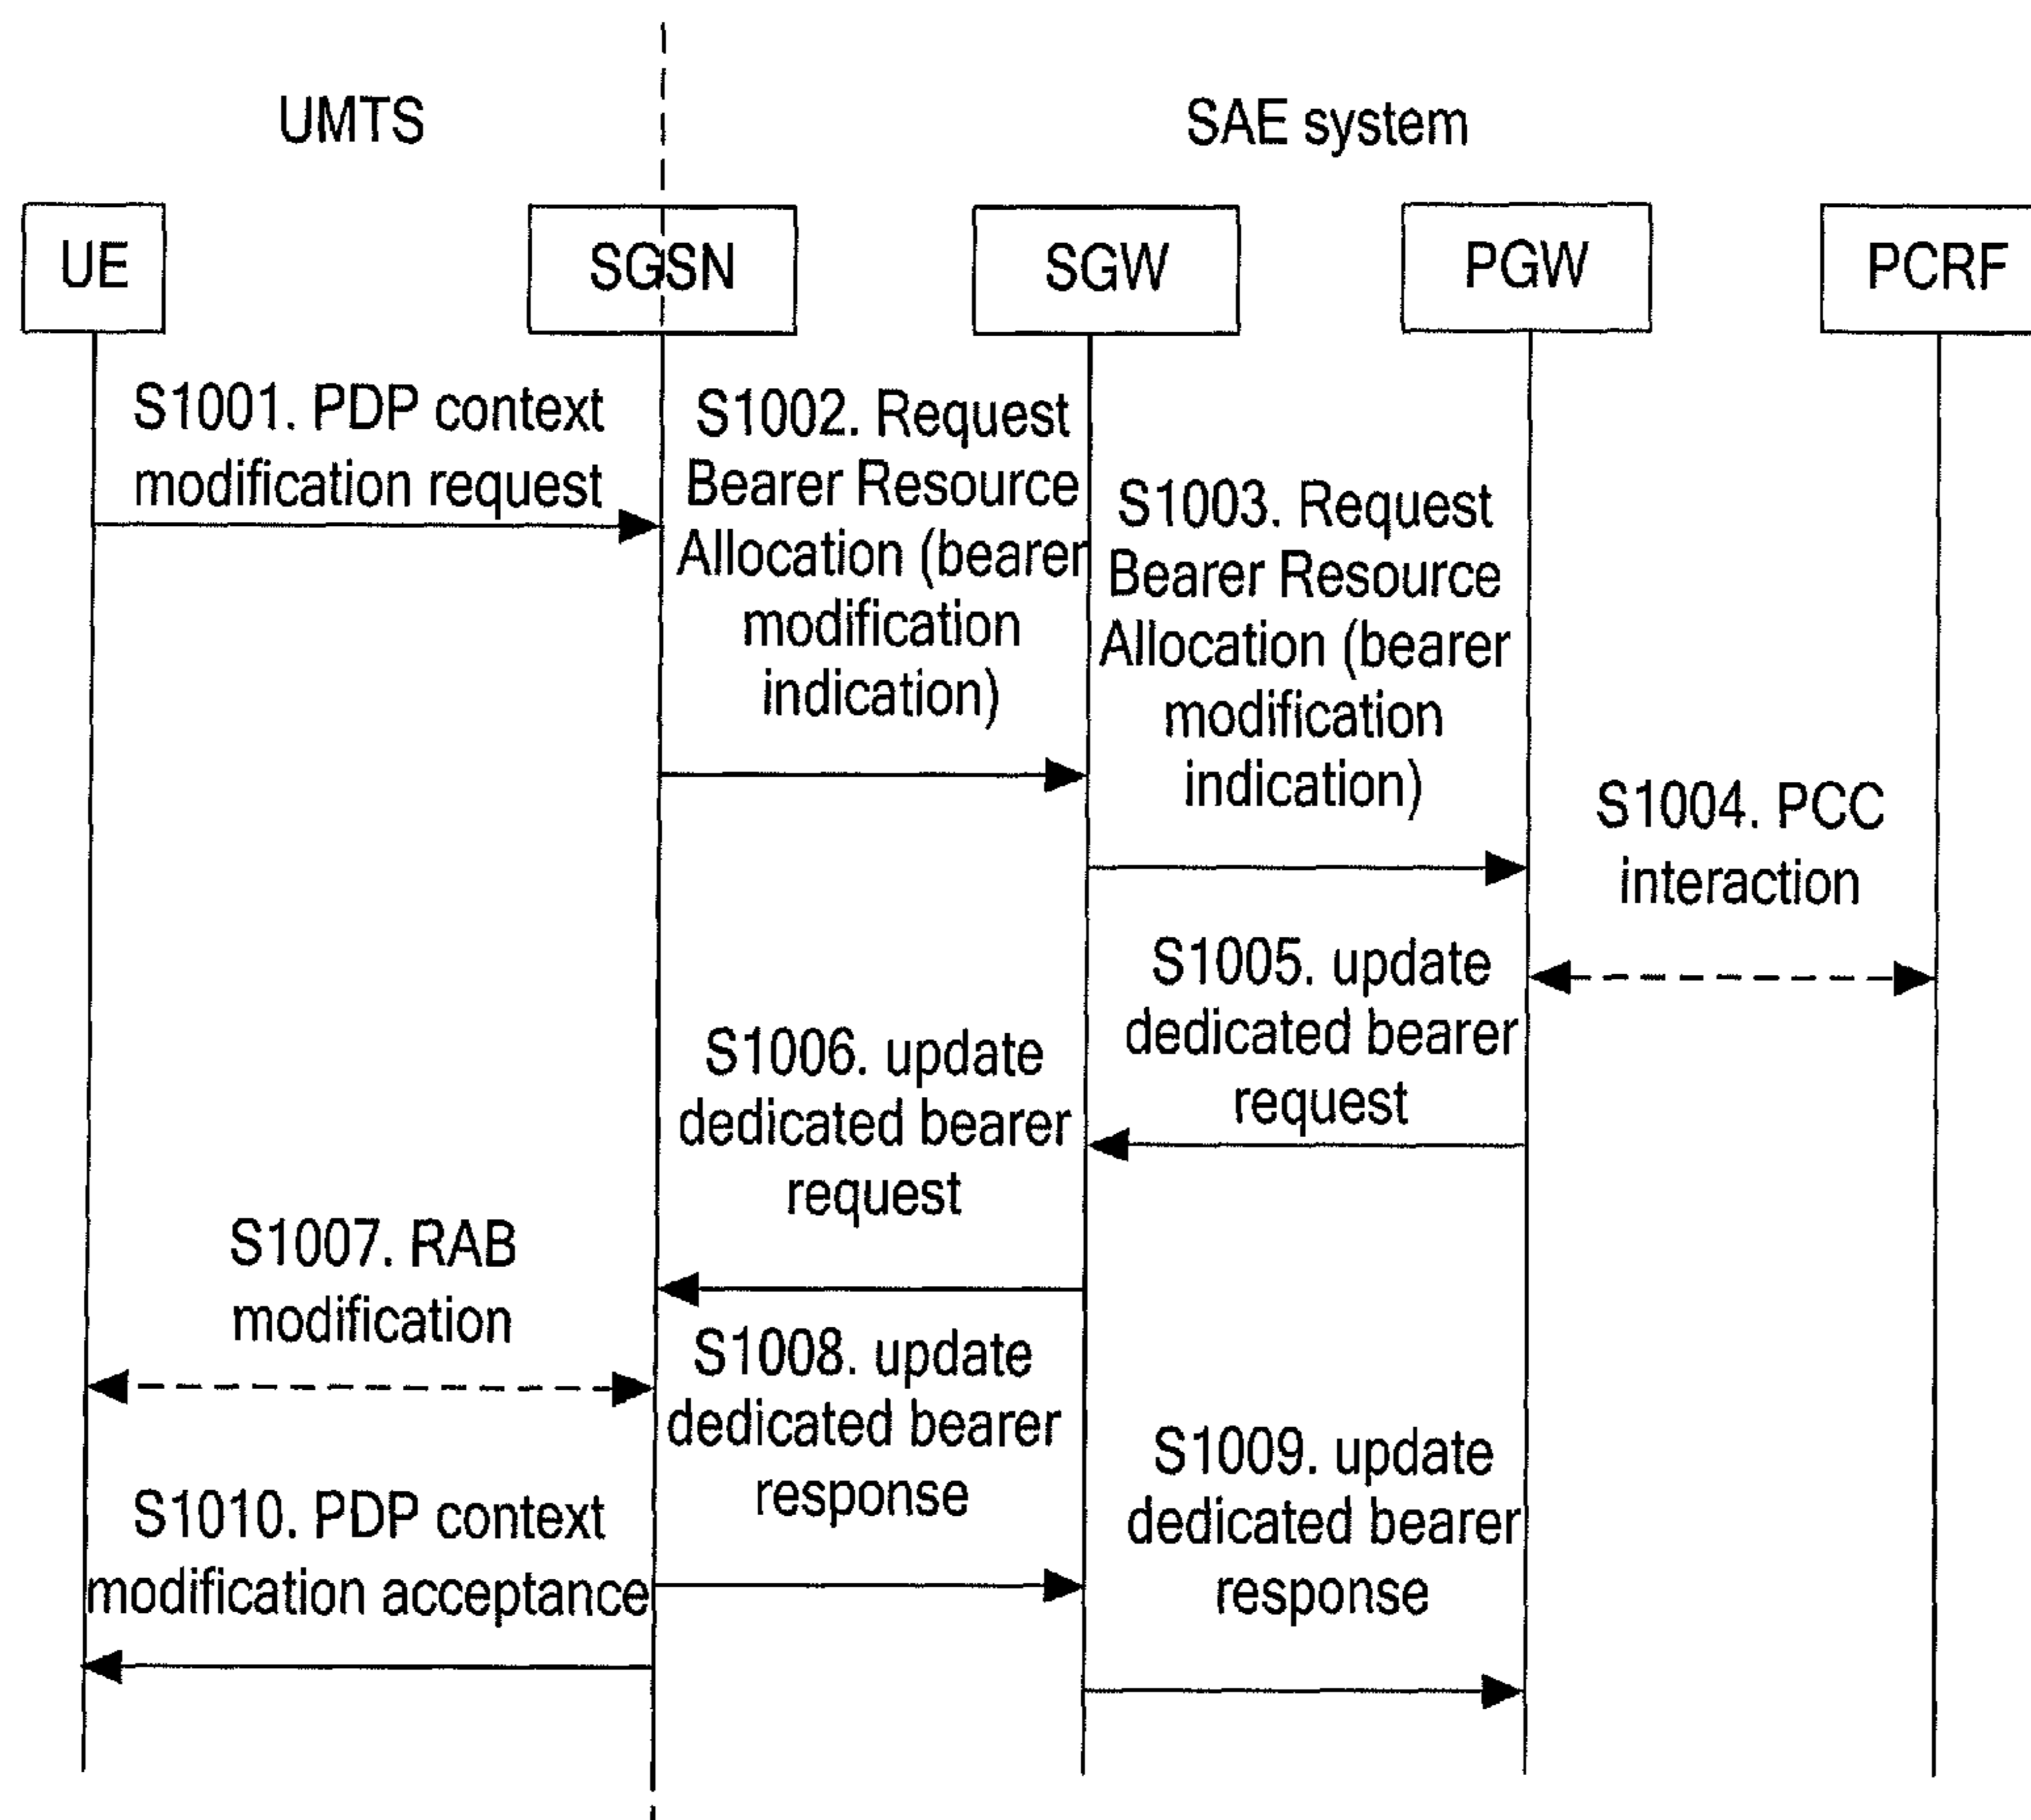 UMTS
SAE system
UE
SGSN
SGW
PGW
PCRF
S1001. PDP context
modification request
S1002. Request
Bearer Resource
Allocation (bearer
modification
indication)
S1003. Request
Bearer Resource
Allocation (bearer
modification
indication)
S1004. PCC
interaction
S1005. update
dedicated bearer
request
S1006. update
dedicated bearer
request
S1007. RAB
modification
S1008. update
dedicated bearer
response
S1009. update
dedicated bearer
response
S1010. PDP context
modification acceptance